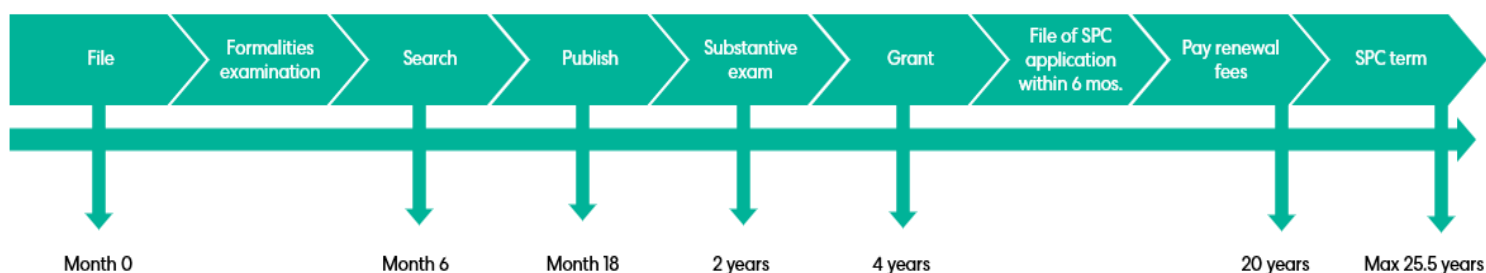 File
Formalities
examination
Search
Publish
Substantive
exam
Grant
File of SPC
application
within 6 mos.
Pay renewal
fees
SPC term
Month 0
Month 6
Month 18
2 years
4 years
20 years
Max 25.5 years